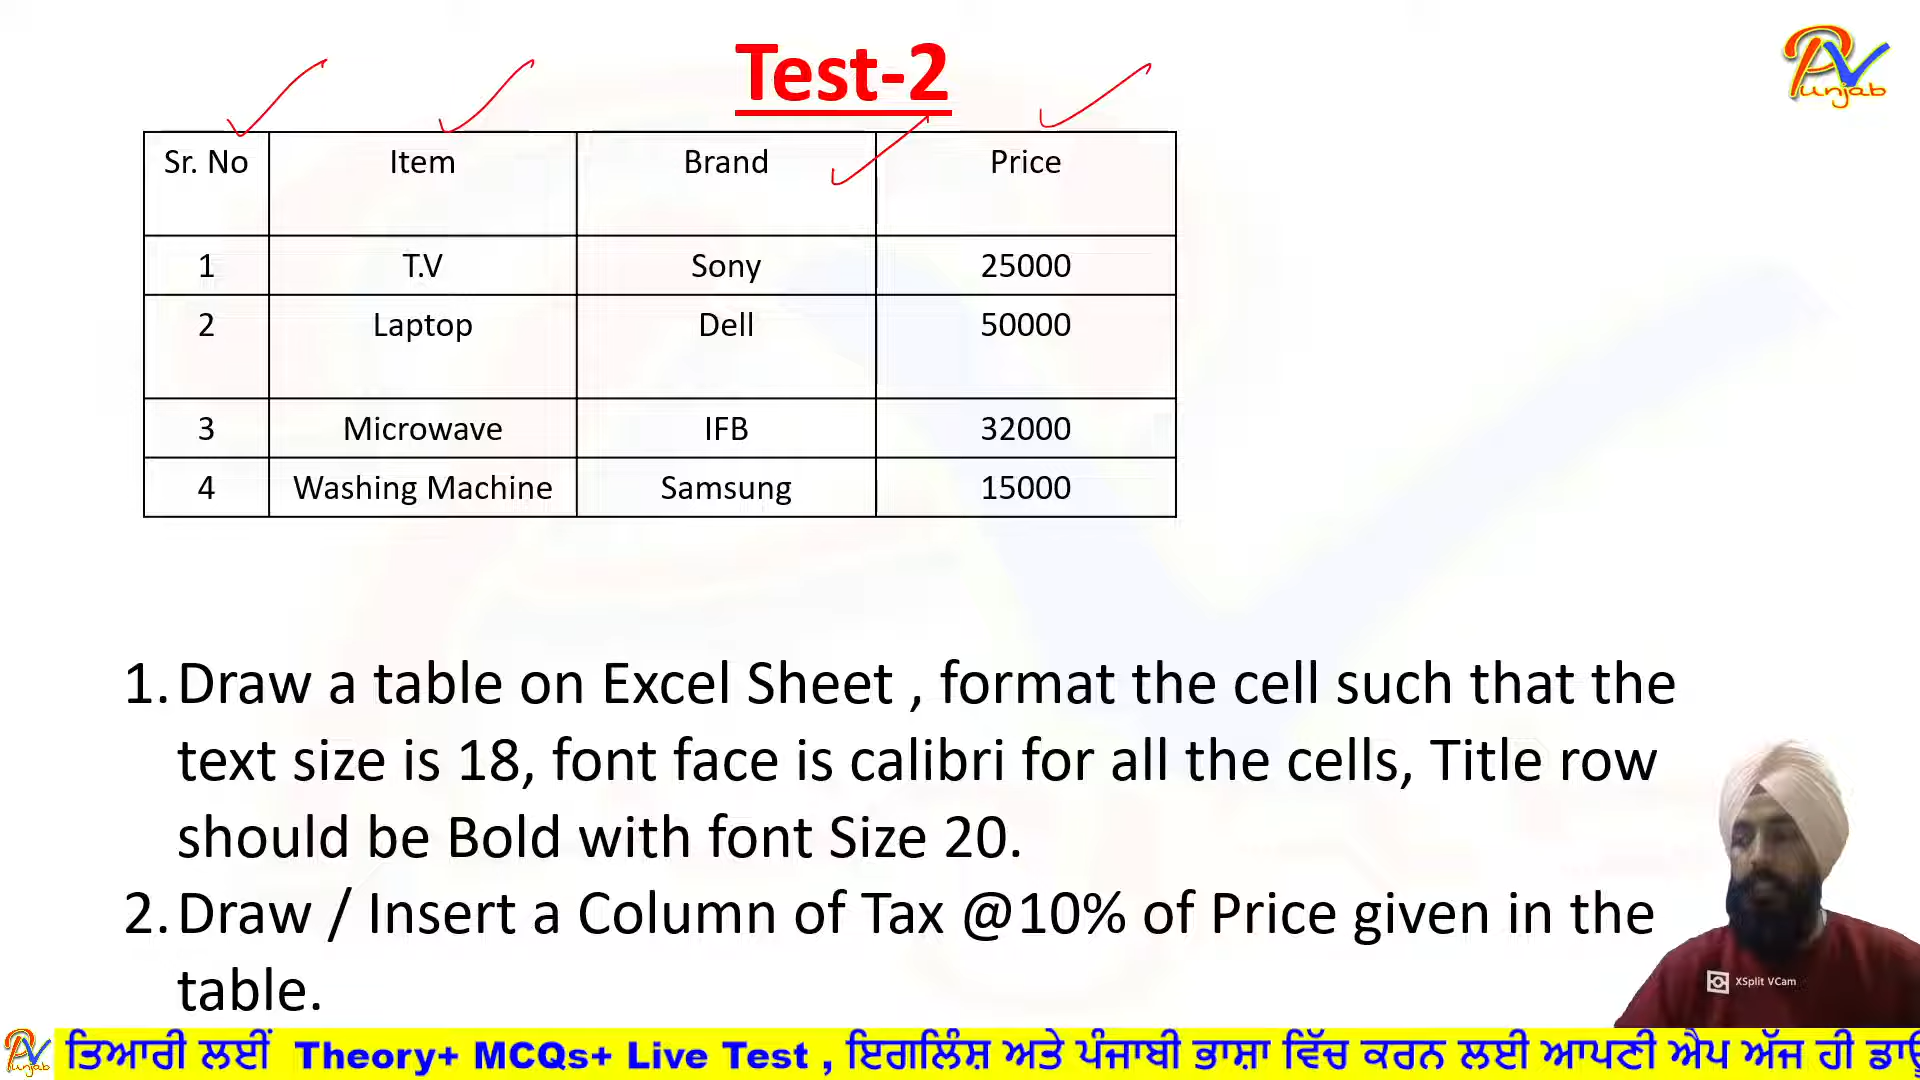 Test-2
PV Punjab
Sr. No Item Brand Price
1 T.V Sony 25000
2 Laptop Dell 50000
3 Microwave IFB 32000
4 Washing Machine Samsung 15000
1. Draw a table on Excel Sheet , format the cell such that the
text size is 18, font face is calibri for all the cells, Title row
should be Bold with font Size 20.
2. Draw / Insert a Column of Tax @10% of Price given in the
table.
XSplit VCam
PV Punjab
ਤਿਆਰੀ ਲਈਂ Theory+ MCQs+ Live Test , ਇਗਲਿੰਸ਼ ਅਤੇ ਪੰਜਾਬੀ ਭਾਸ਼ਾ ਵਿੱਚ ਕਰਨ ਲਈ ਆਪਣੀ ਐਪ ਅੱਜ ਹੀ